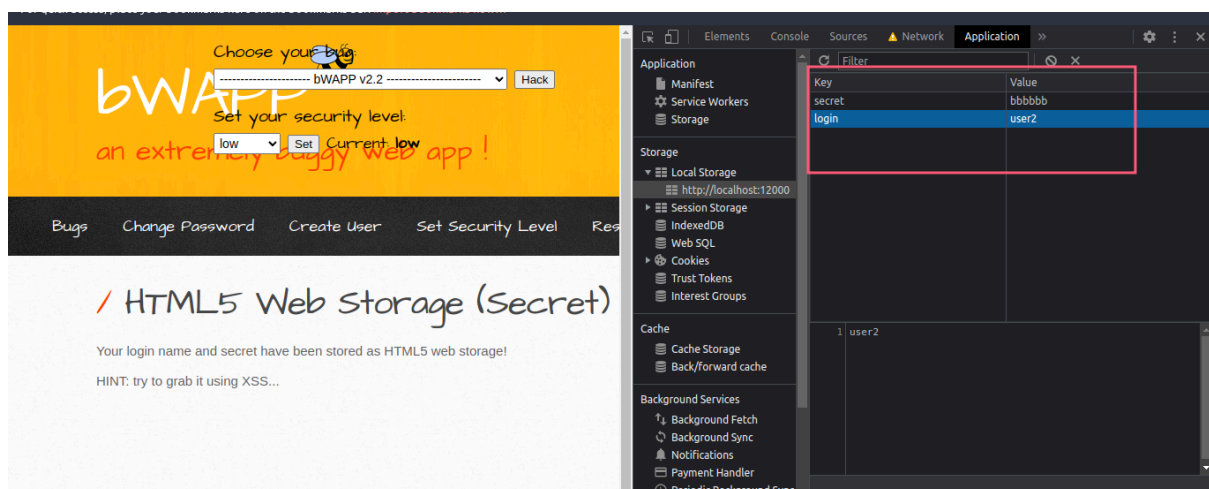 Choose your bug:
---------------------- bWAPP v2.2 ----------------------- Hack
bWAPP
Set your security level:
low Set Current: low
an extremely buggy web app !
Bugs Change Password Create User Set Security Level Res
/ HTML5 Web Storage (Secret)
Your login name and secret have been stored as HTML5 web storage!
HINT: try to grab it using XSS...
Elements Console Sources Network Application »
Application
Manifest
Service Workers
Storage
Storage
Local Storage
http://localhost:12000
Session Storage
IndexedDB
Web SQL
Cookies
Trust Tokens
Interest Groups
Cache
Cache Storage
Back/forward cache
Background Services
Background Fetch
Background Sync
Notifications
Payment Handler
Filter
Key Value
secret bbbbbb
login user2
1 user2